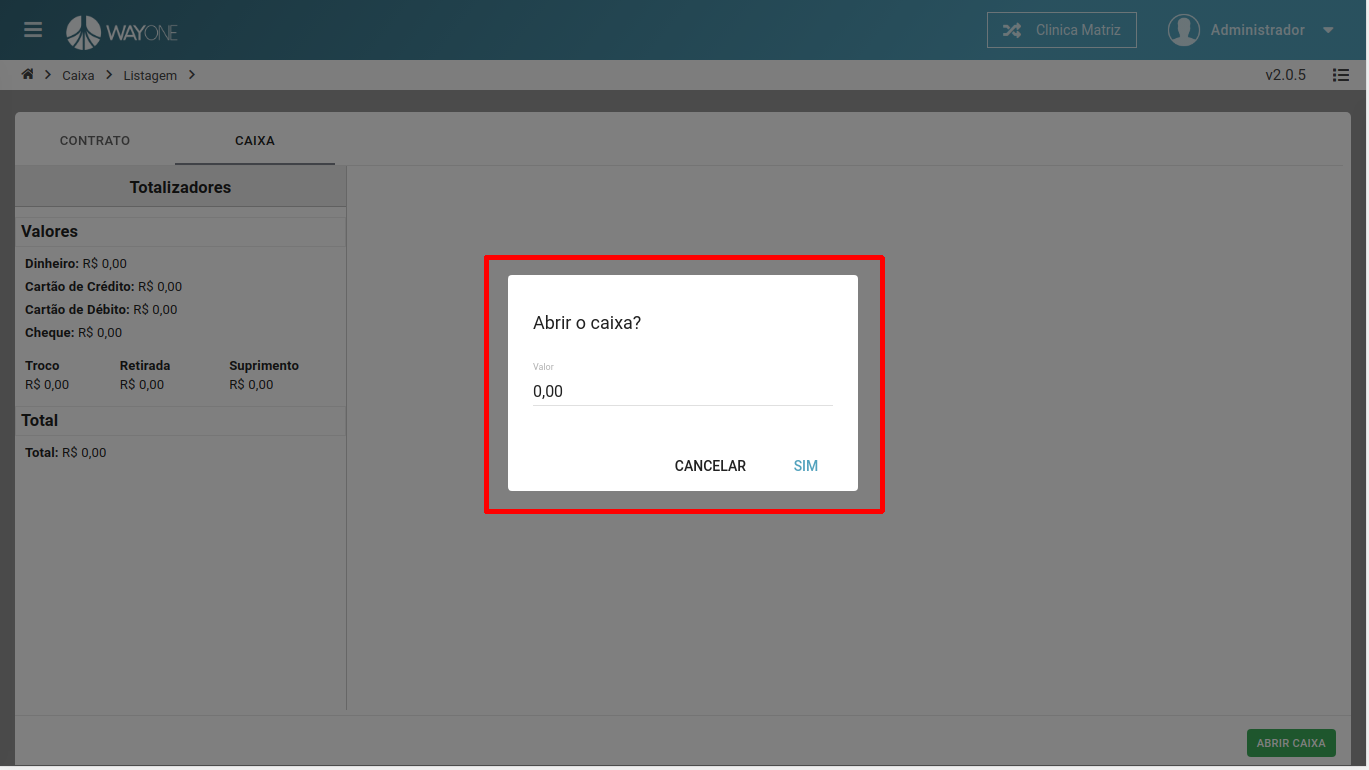 WAYONE
Clinica Matriz
Administrador
Caixa
Listagem
v2.0.5
CONTRATO
CAIXA
Totalizadores
Valores
Dinheiro: R$ 0,00
Cartão de Crédito: R$ 0,00
Cartão de Débito: R$ 0,00
Cheque: R$ 0,00
Troco Retirada Suprimento
R$ 0,00 R$ 0,00 R$ 0,00
Total
Total: R$ 0,00
Abrir o caixa?
Valor
0,00
CANCELAR SIM
ABRIR CAIXA